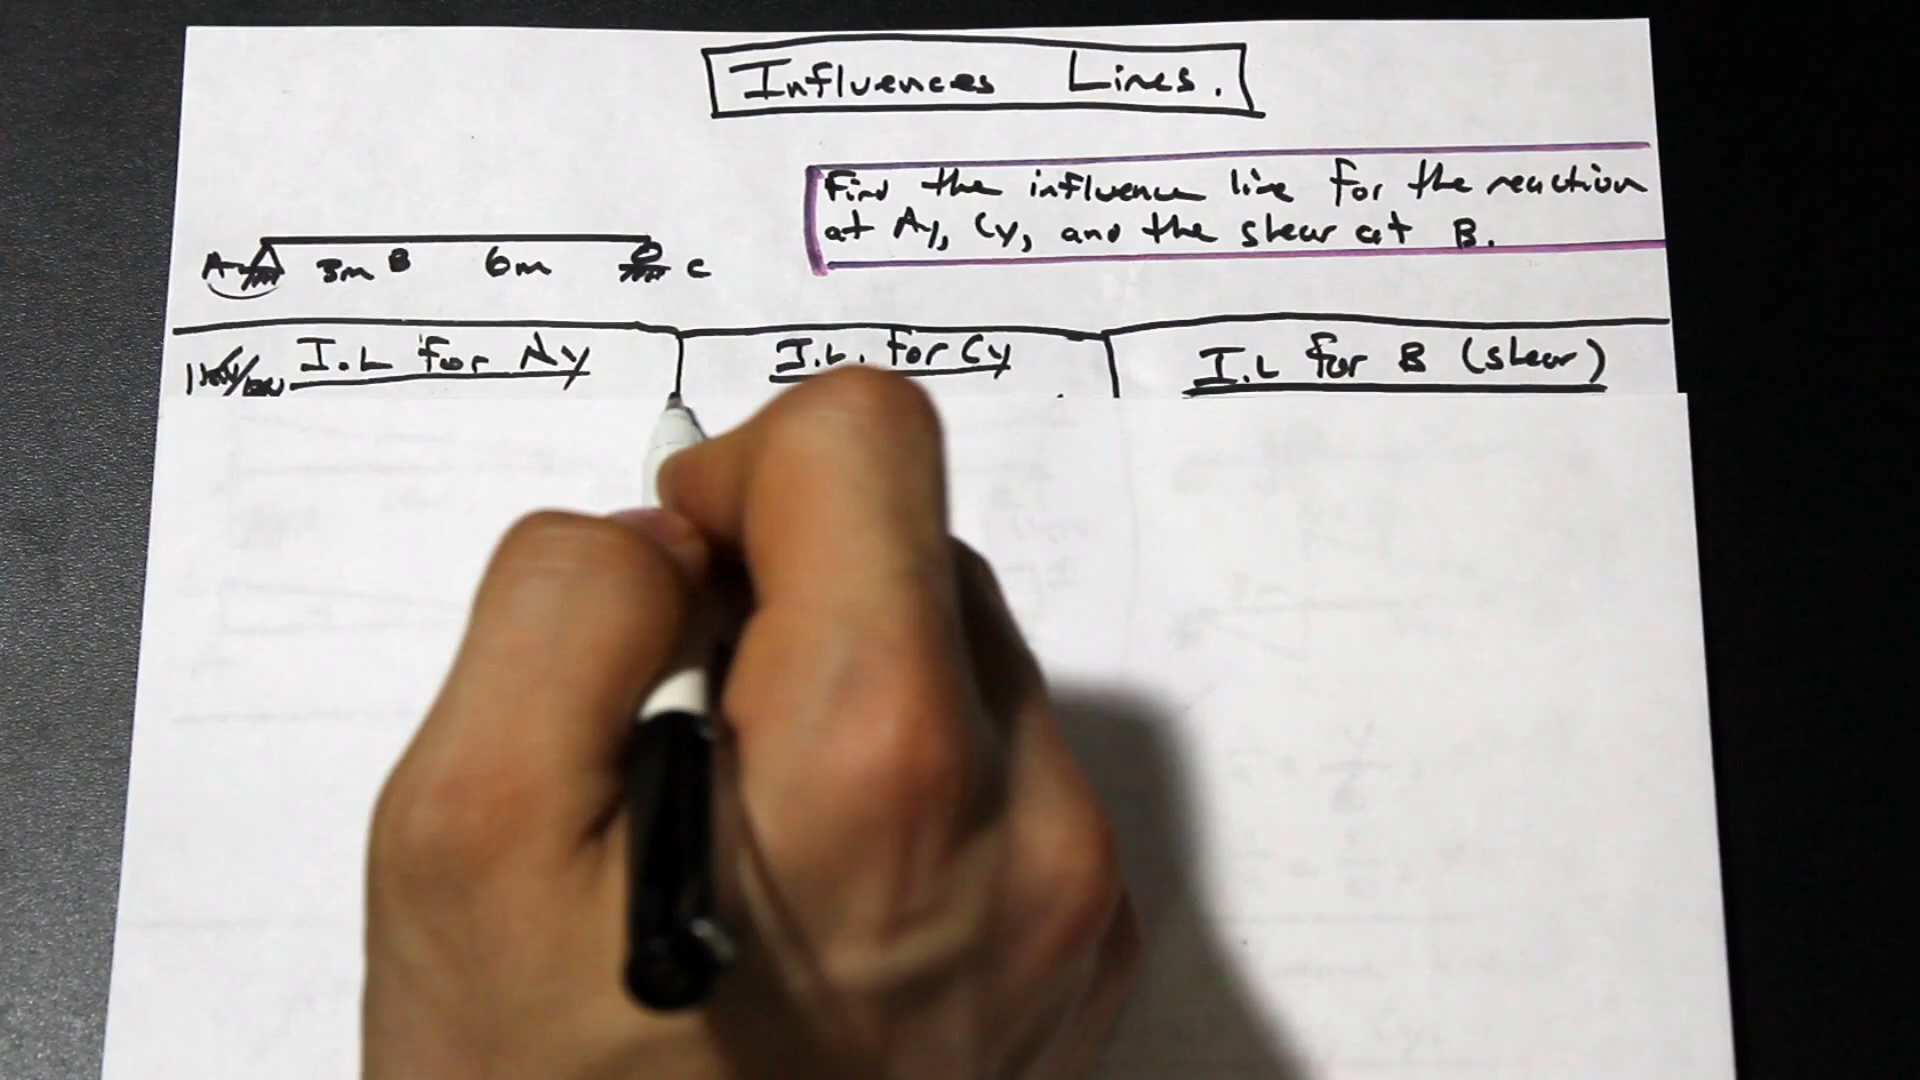 Influences Lines.
Find the influence line for the reaction
at Ay, Cy, and the shear at B.
A 3m B 6m C
I.L for Ay
I.L. for Cy
I.L for B (shear)